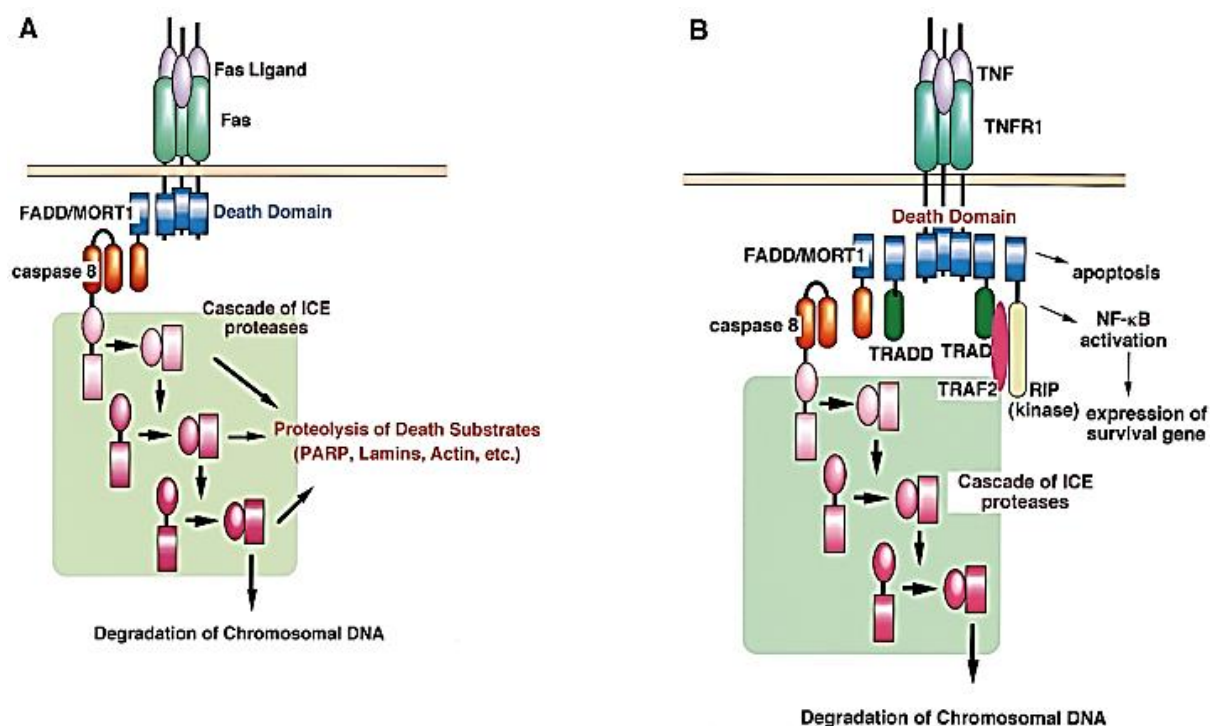 A
Fas Ligand
Fas
FADD/MORT1
Death Domain
caspase 8
Cascade of ICE
proteases
Proteolysis of Death Substrates
(PARP, Lamins, Actin, etc.)
Degradation of Chromosomal DNA
B
TNF
TNFR1
Death Domain
FADD/MORT1
apoptosis
caspase 8
TRADD
TRAD
NF-κB
activation
TRAF2
RIP
(kinase)
expression of
survival gene
Cascade of ICE
proteases
Degradation of Chromosomal DNA